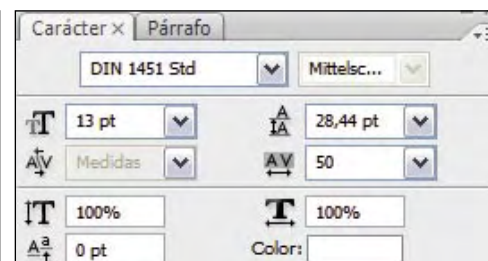 Carácter × Párrafo
DIN 1451 Std Mittelsc...
13 pt 28,44 pt
Medidas 50
100% 100%
0 pt Color: